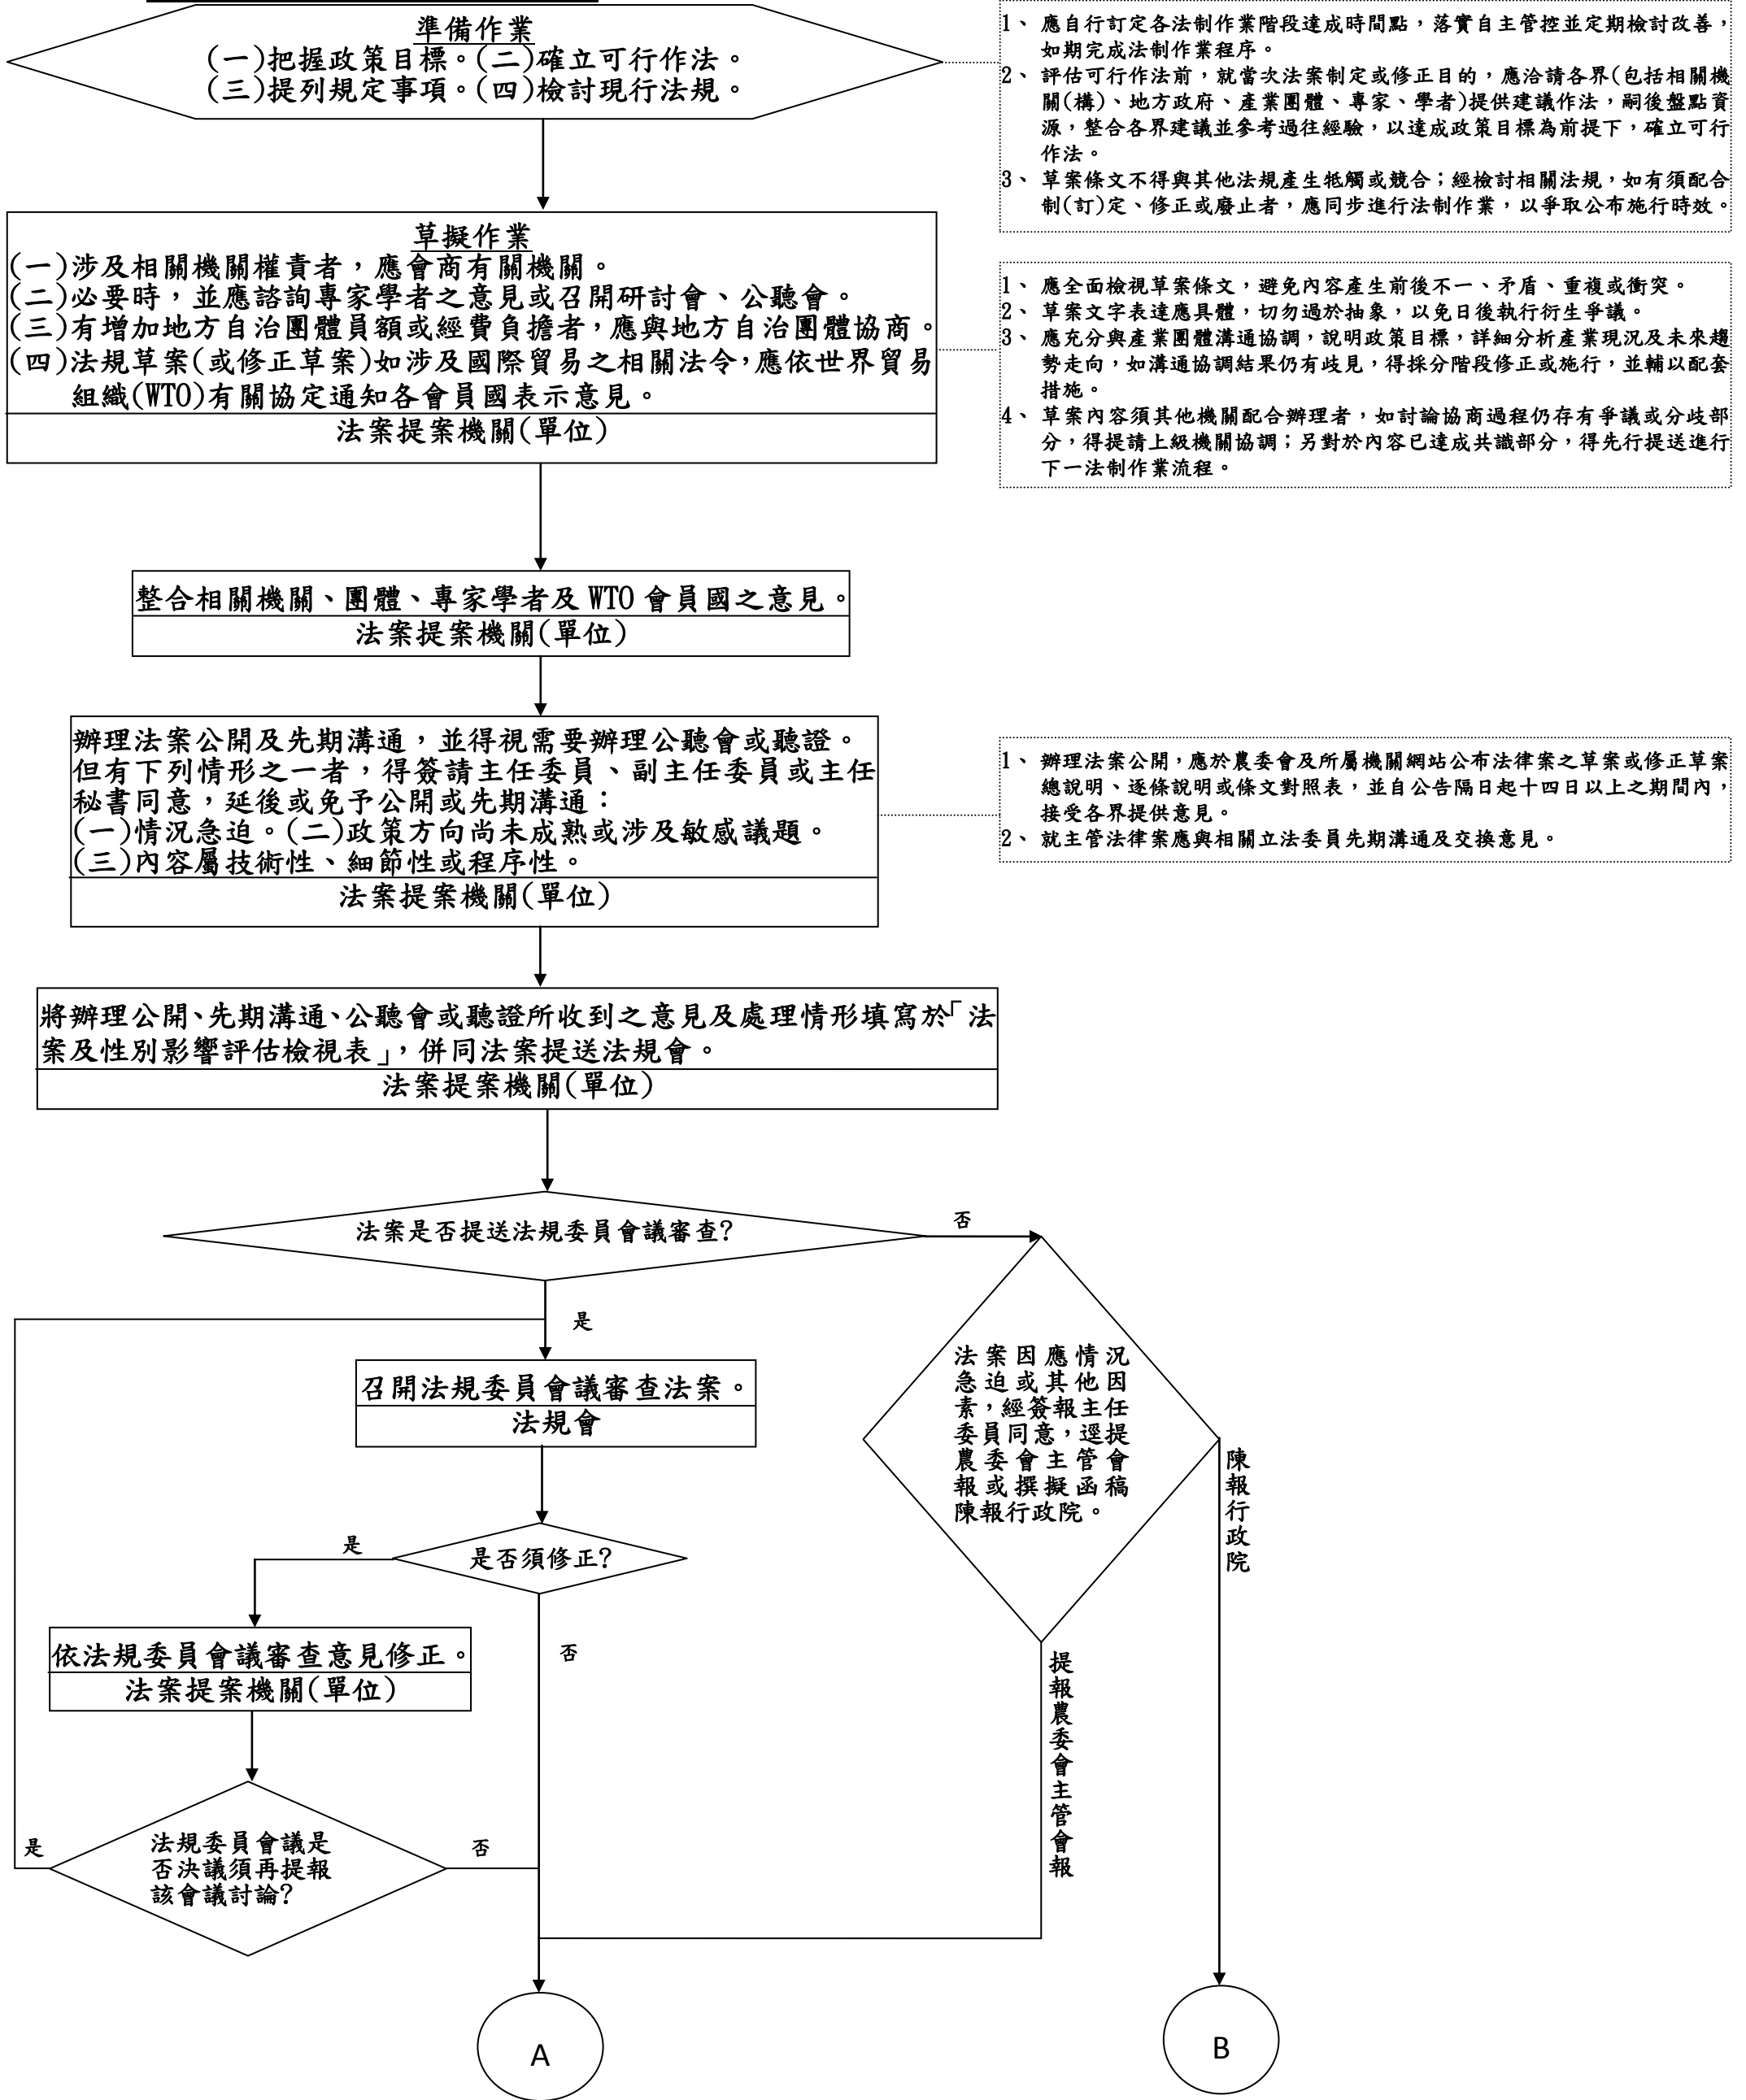 準備作業
(一)把握政策目標。(二)確立可行作法。
(三)提列規定事項。(四)檢討現行法規。
1、 應自行訂定各法制作業階段達成時間點，落實自主管控並定期檢討改善，
如期完成法制作業程序。
2、 評估可行作法前，就當次法案制定或修正目的，應洽請各界(包括相關機
關(構)、地方政府、產業團體、專家、學者)提供建議作法，嗣後盤點資
源，整合各界建議並參考過往經驗，以達成政策目標為前提下，確立可行
作法。
3、 草案條文不得與其他法規產生牴觸或競合；經檢討相關法規，如有須配合
制(訂)定、修正或廢止者，應同步進行法制作業，以爭取公布施行時效。
草擬作業
(一)涉及相關機關權責者，應會商有關機關。
(二)必要時，並應諮詢專家學者之意見或召開研討會、公聽會。
(三)有增加地方自治團體員額或經費負擔者，應與地方自治團體協商。
(四)法規草案(或修正草案)如涉及國際貿易之相關法令，應依世界貿易
組織(WTO)有關協定通知各會員國表示意見。
法案提案機關(單位)
1、 應全面檢視草案條文，避免內容產生前後不一、矛盾、重複或衝突。
2、 草案文字表達應具體，切勿過於抽象，以免日後執行衍生爭議。
3、 應充分與產業團體溝通協調，說明政策目標，詳細分析產業現況及未來趨
勢走向，如溝通協調結果仍有歧見，得採分階段修正或施行，並輔以配套
措施。
4、 草案內容須其他機關配合辦理者，如討論協商過程仍存有爭議或分歧部
分，得提請上級機關協調；另對於內容已達成共識部分，得先行提送進行
下一法制作業流程。
整合相關機關、團體、專家學者及 WTO 會員國之意見。
法案提案機關(單位)
辦理法案公開及先期溝通，並得視需要辦理公聽會或聽證。
但有下列情形之一者，得簽請主任委員、副主任委員或主任
秘書同意，延後或免予公開或先期溝通：
(一)情況急迫。(二)政策方向尚未成熟或涉及敏感議題。
(三)內容屬技術性、細節性或程序性。
法案提案機關(單位)
1、 辦理法案公開，應於農委會及所屬機關網站公布法律案之草案或修正草案
總說明、逐條說明或條文對照表，並自公告隔日起十四日以上之期間內，
接受各界提供意見。
2、 就主管法律案應與相關立法委員先期溝通及交換意見。
將辦理公開、先期溝通、公聽會或聽證所收到之意見及處理情形填寫於「法
案及性別影響評估檢視表」，併同法案提送法規會。
法案提案機關(單位)
法案是否提送法規委員會議審查?
否
是
召開法規委員會議審查法案。
法規會
法案因應情況
急迫或其他因
素，經簽報主任
委員同意，逕提
農委會主管會
報或撰擬函稿
陳報行政院。
陳報行政院
是否須修正?
是
否
依法規委員會議審查意見修正。
法案提案機關(單位)
提報農委會主管會報
法規委員會議是
否決議須再提報
該會議討論?
是
否
A
B